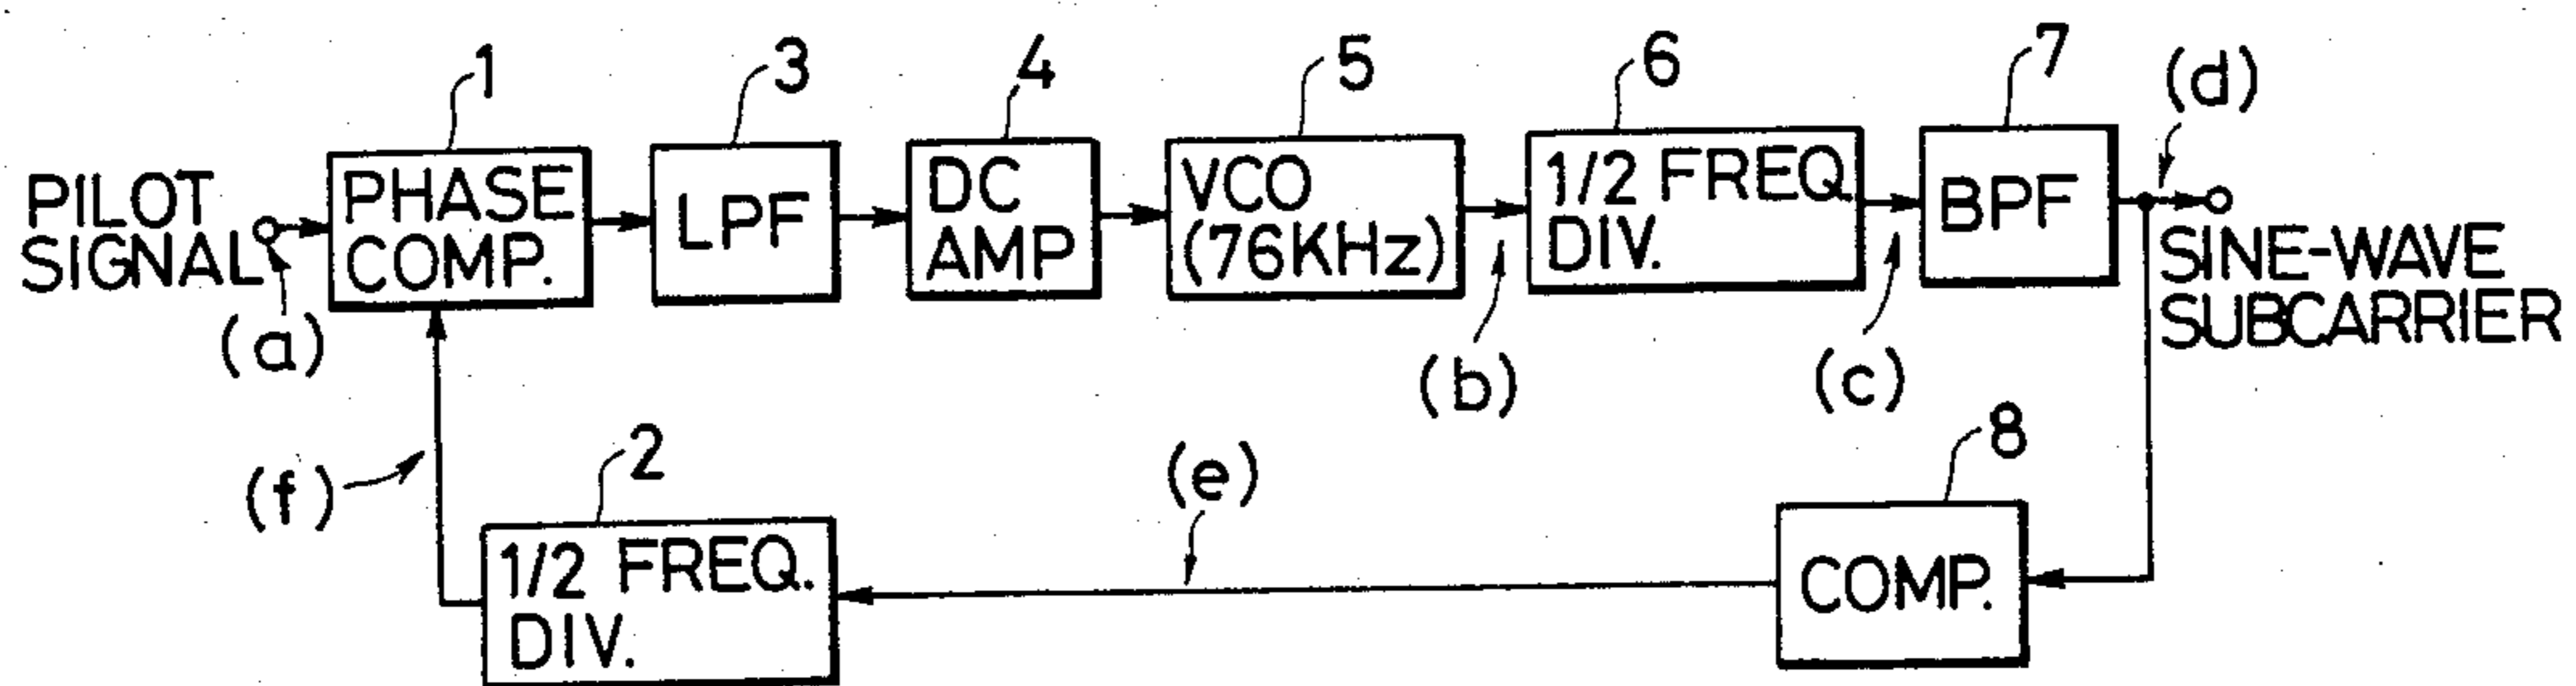 1
3
4
5
6
7
(d)
PILOT
SIGNAL
PHASE
COMP.
LPF
DC
AMP
VCO
(76KHz)
1/2 FREQ.
DIV.
BPF
SINE-WAVE
SUBCARRIER
(a)
(b)
(c)
(f)
2
(e)
8
1/2 FREQ.
DIV.
COMP.